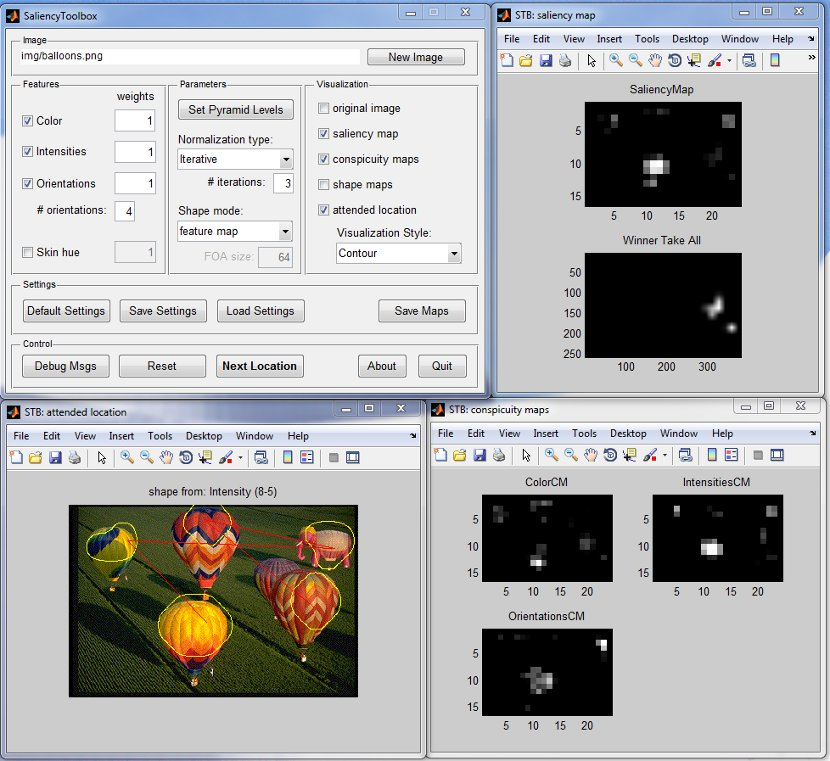 SaliencyToolbox
Image
img/balloons.png
New Image
Features
weights
Color 1
Intensities 1
Orientations 1
# orientations: 4
Skin hue 1
Parameters
Set Pyramid Levels
Normalization type:
Iterative
# iterations: 3
Shape mode:
feature map
FOA size: 64
Visualization
original image
saliency map
conspicuity maps
shape maps
attended location
Visualization Style:
Contour
Settings
Default Settings Save Settings Load Settings Save Maps
Control
Debug Msgs Reset Next Location About Quit
STB: saliency map
File Edit View Insert Tools Desktop Window Help
SaliencyMap
5
10
15
5 10 15 20
Winner Take All
50
100
150
200
250
100 200 300
STB: attended location
File Edit View Insert Tools Desktop Window Help
shape from: Intensity (8-5)
STB: conspicuity maps
File Edit View Insert Tools Desktop Window Help
ColorCM
5
10
15
5 10 15 20
IntensitiesCM
5
10
15
5 10 15 20
OrientationsCM
5
10
15
5 10 15 20